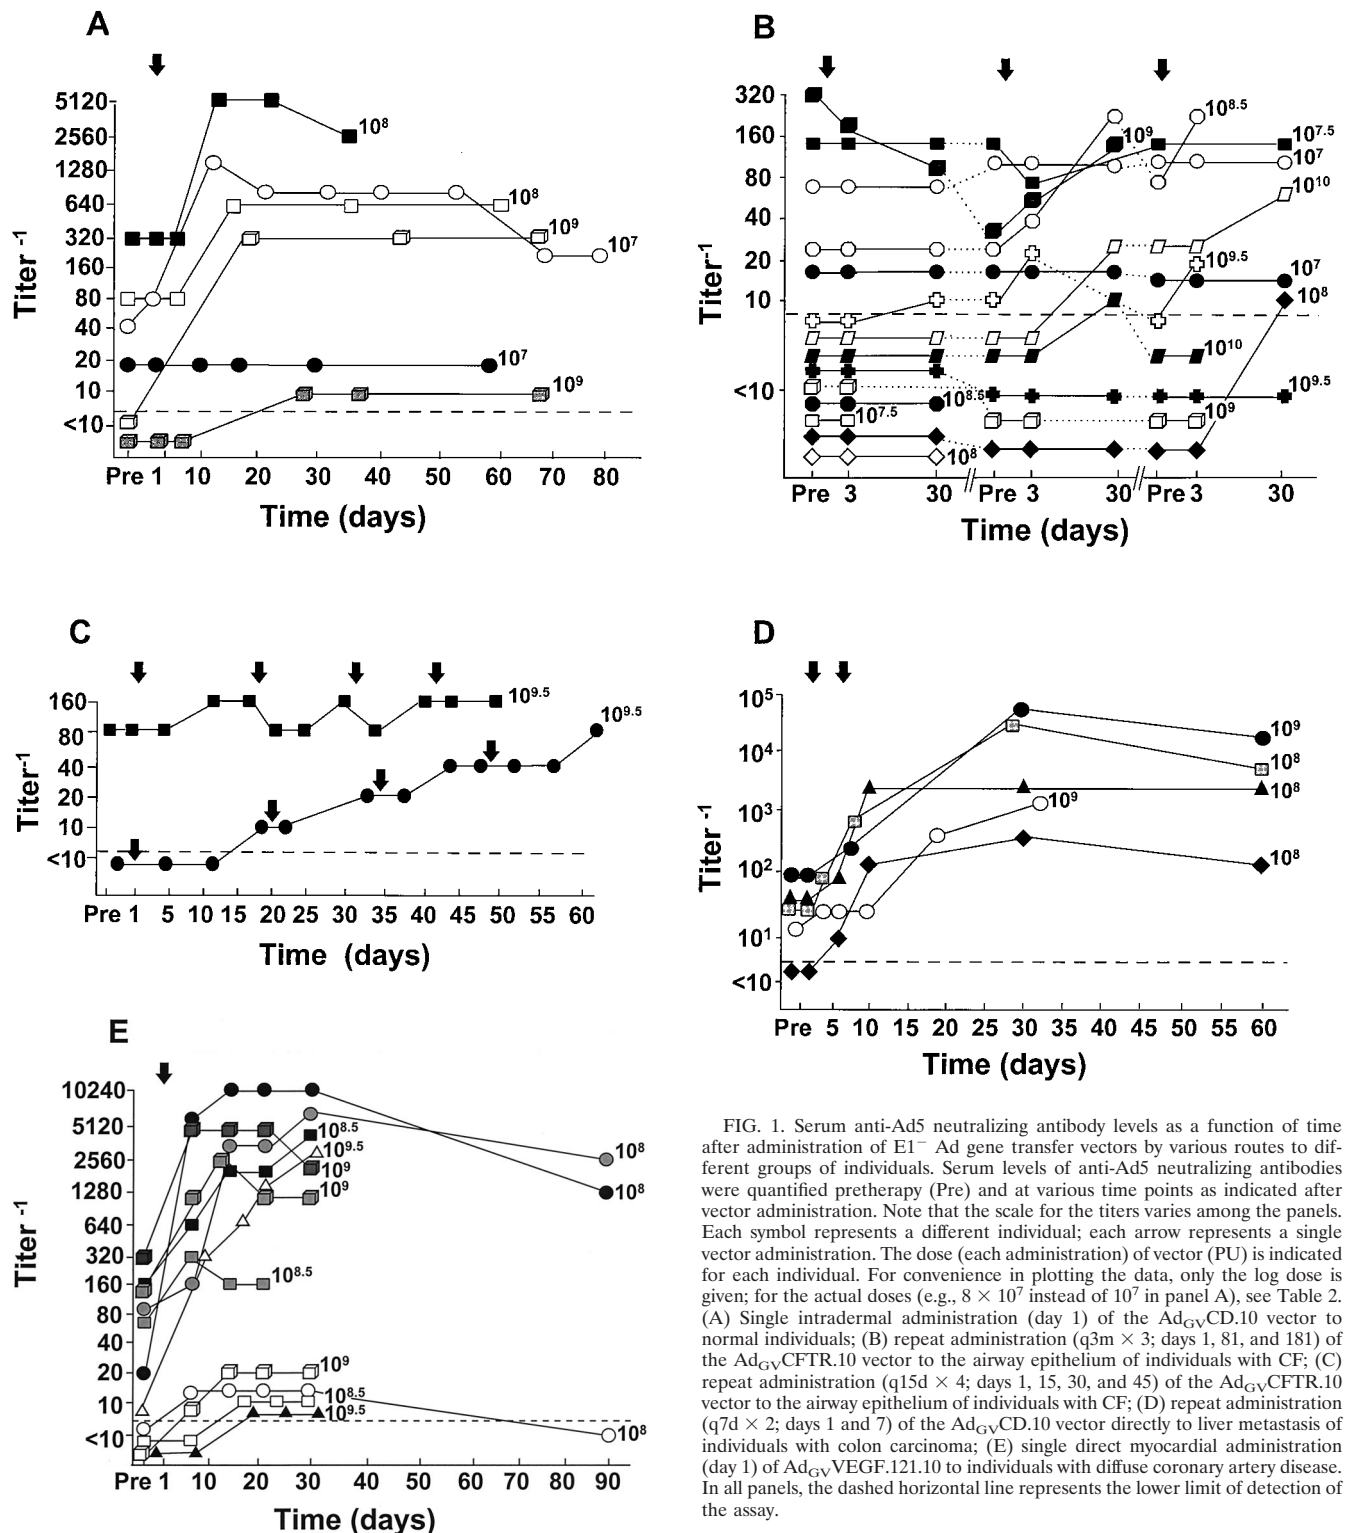 A
5120
2560
1280
640
320
160
80
40
20
10
<10
Titer -1
10^8
10^8
10^9
10^7
10^7
10^9
Pre 1 10 20 30 40 50 60 70 80
Time (days)
B
320
160
80
40
20
10
<10
Titer-1
10^8.5
10^9
10^7.5
10^7
10^10
10^9.5
10^7
10^8
10^10
10^9.5
10^8.5
10^7.5
10^9
10^8
Pre 3 30 Pre 3 30 Pre 3 30
Time (days)
C
160
80
40
20
10
<10
Titer-1
10^9.5
10^9.5
Pre 1 5 10 15 20 25 30 35 40 45 50 55 60
Time (days)
D
10^5
10^4
10^3
10^2
10^1
<10
Titer -1
10^9
10^8
10^8
10^9
10^8
Pre 5 10 15 20 25 30 35 40 45 50 55 60
Time (days)
E
10240
5120
2560
1280
640
320
160
80
40
20
10
<10
Titer -1
10^8.5
10^9.5
10^9
10^9
10^8
10^8
10^8.5
10^9
10^8.5
10^9.5
10^8
Pre 1 10 20 30 40 50 60 70 80 90
Time (days)
FIG. 1. Serum anti-Ad5 neutralizing antibody levels as a function of time
after administration of E1− Ad gene transfer vectors by various routes to dif-
ferent groups of individuals. Serum levels of anti-Ad5 neutralizing antibodies
were quantified pretherapy (Pre) and at various time points as indicated after
vector administration. Note that the scale for the titers varies among the panels.
Each symbol represents a different individual; each arrow represents a single
vector administration. The dose (each administration) of vector (PU) is indicated
for each individual. For convenience in plotting the data, only the log dose is
given; for the actual doses (e.g., 8 × 10^7 instead of 10^7 in panel A), see Table 2.
(A) Single intradermal administration (day 1) of the AdGVCD.10 vector to
normal individuals; (B) repeat administration (q3m × 3; days 1, 81, and 181) of
the AdGVCFTR.10 vector to the airway epithelium of individuals with CF; (C)
repeat administration (q15d × 4; days 1, 15, 30, and 45) of the AdGVCFTR.10
vector to the airway epithelium of individuals with CF; (D) repeat administration
(q7d × 2; days 1 and 7) of the AdGVCD.10 vector directly to liver metastasis of
individuals with colon carcinoma; (E) single direct myocardial administration
(day 1) of AdGVVEGF.121.10 to individuals with diffuse coronary artery disease.
In all panels, the dashed horizontal line represents the lower limit of detection of
the assay.